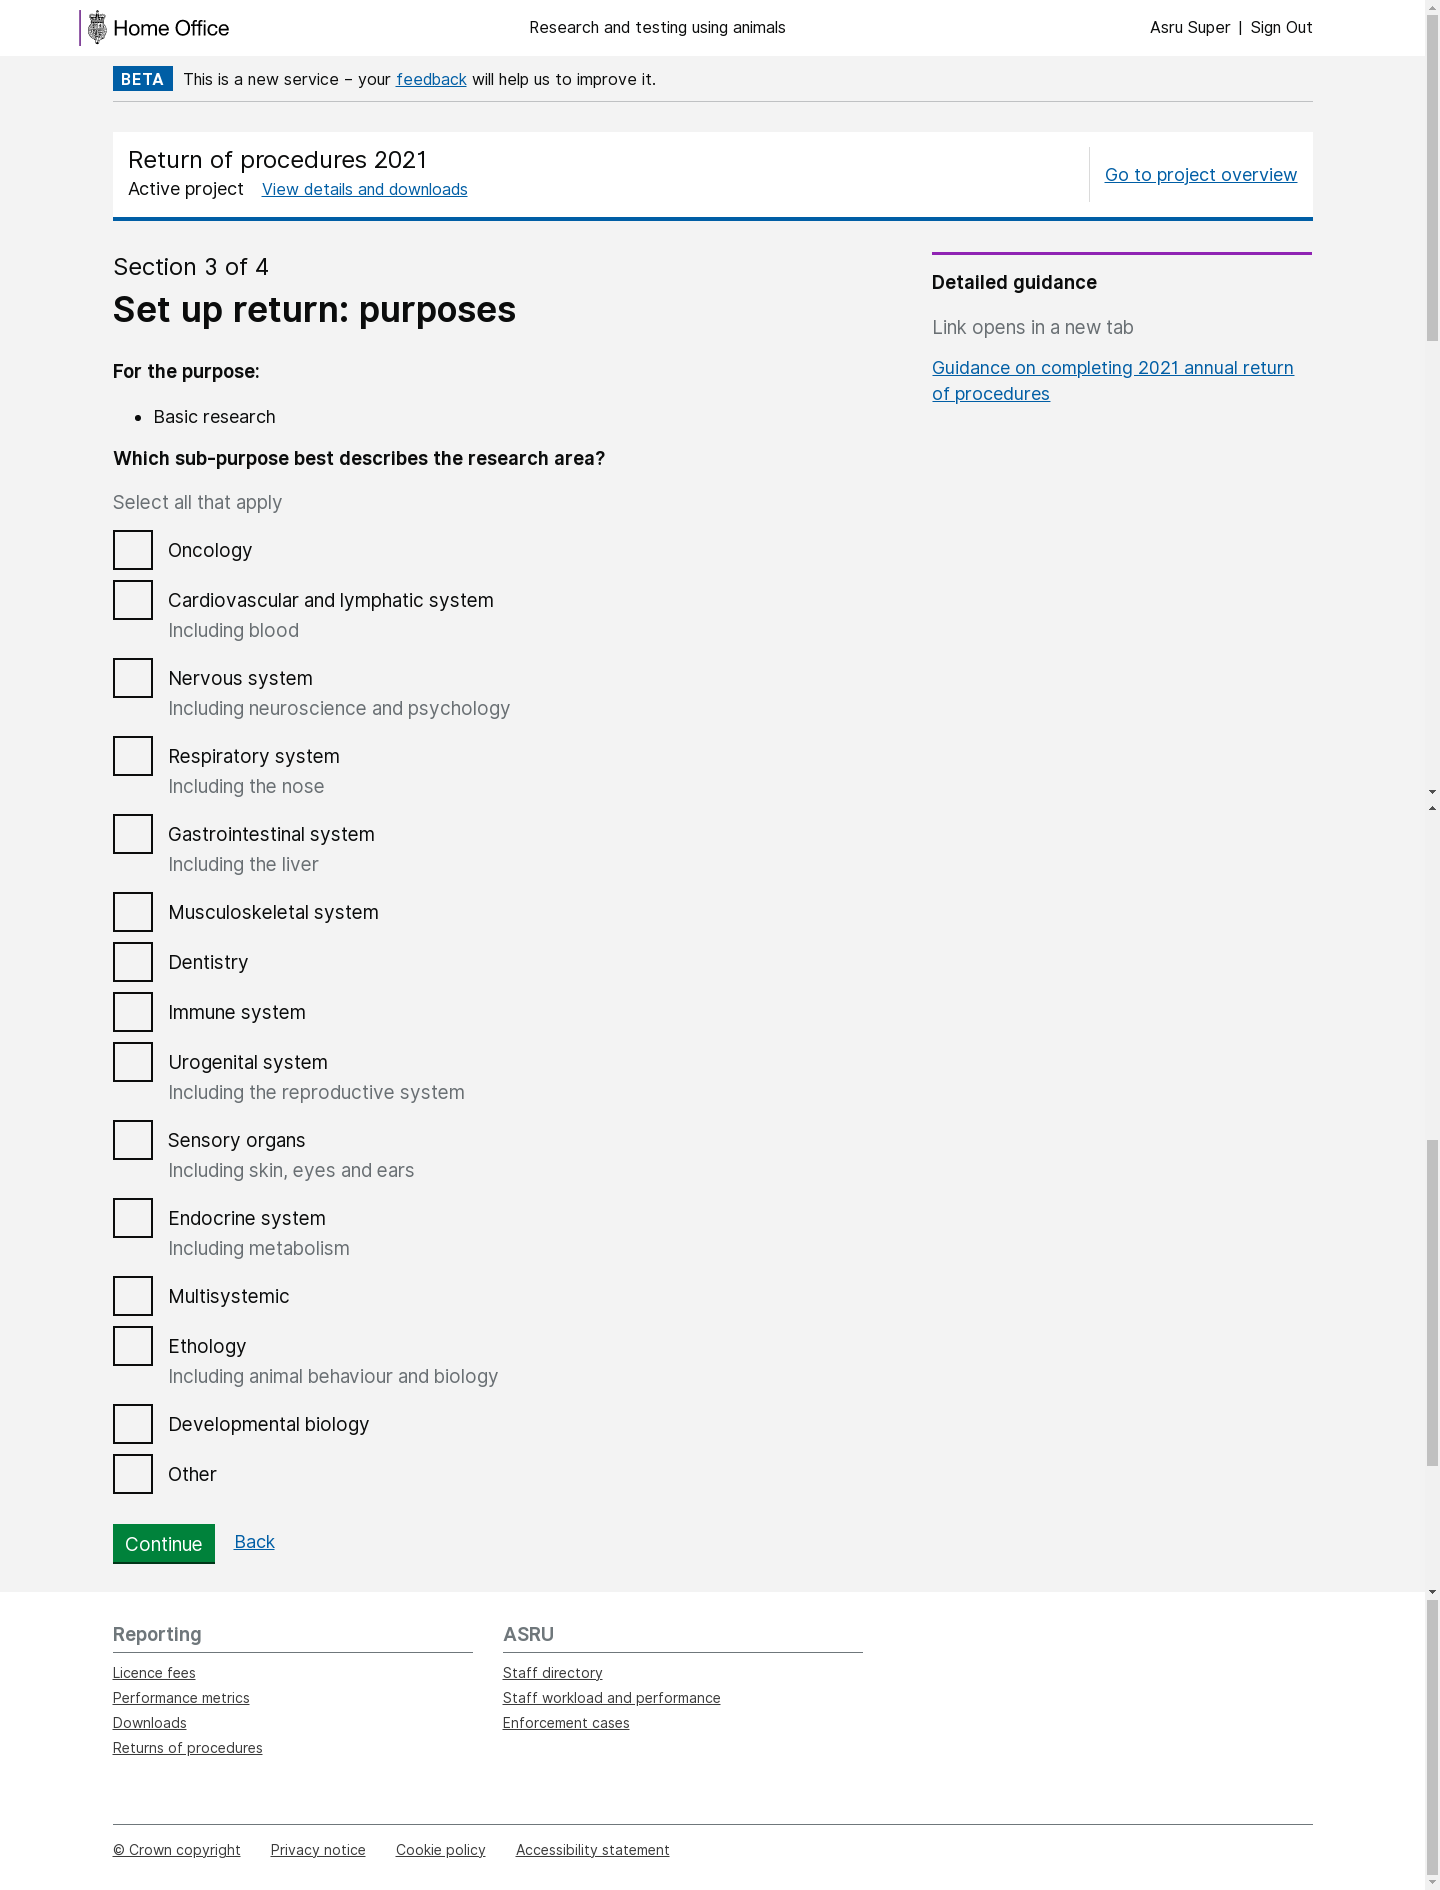 Home Office
Research and testing using animals
Asru Super | Sign Out
BETA This is a new service – your feedback will help us to improve it.
Return of procedures 2021
Active project View details and downloads
Go to project overview
Section 3 of 4
Set up return: purposes
For the purpose:
• Basic research
Which sub-purpose best describes the research area?
Select all that apply
Oncology
Cardiovascular and lymphatic system
Including blood
Nervous system
Including neuroscience and psychology
Respiratory system
Including the nose
Gastrointestinal system
Including the liver
Musculoskeletal system
Dentistry
Immune system
Urogenital system
Including the reproductive system
Sensory organs
Including skin, eyes and ears
Endocrine system
Including metabolism
Multisystemic
Ethology
Including animal behaviour and biology
Developmental biology
Other
Continue Back
Detailed guidance
Link opens in a new tab
Guidance on completing 2021 annual return
of procedures
Reporting
Licence fees
Performance metrics
Downloads
Returns of procedures
ASRU
Staff directory
Staff workload and performance
Enforcement cases
© Crown copyright Privacy notice Cookie policy Accessibility statement